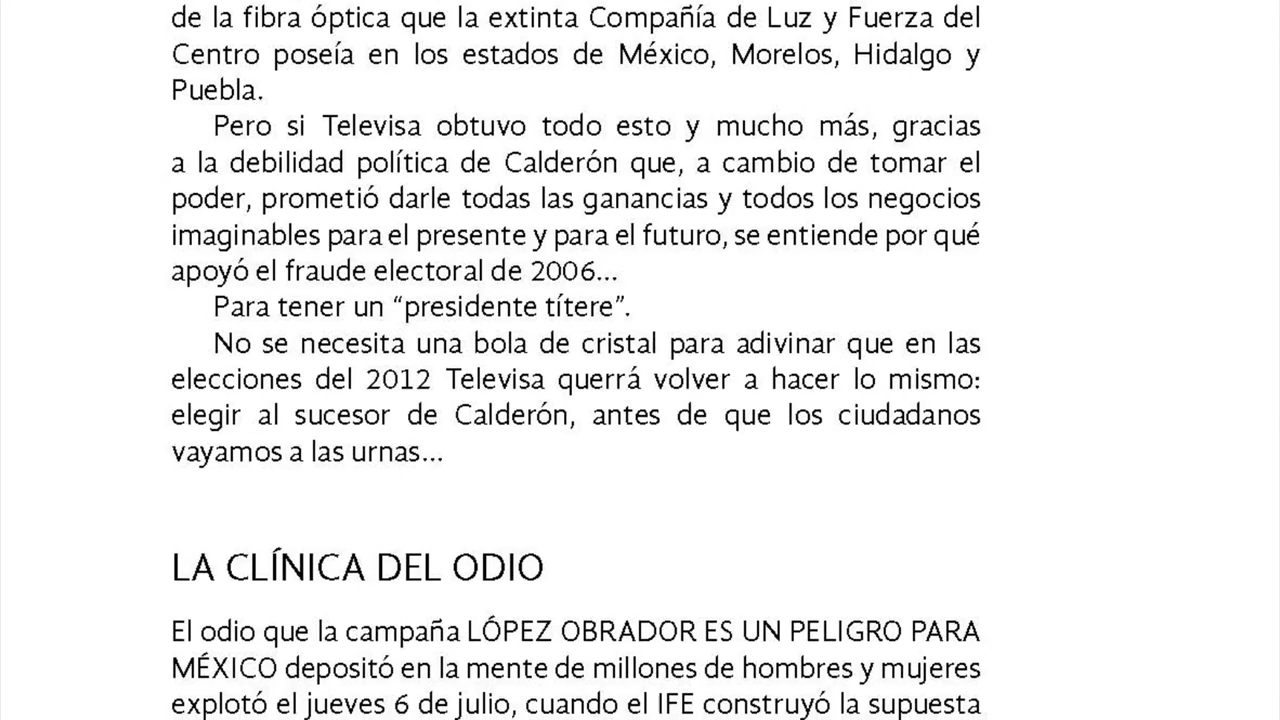 de la fibra óptica que la extinta Compañía de Luz y Fuerza del
Centro poseía en los estados de México, Morelos, Hidalgo y
Puebla.
Pero si Televisa obtuvo todo esto y mucho más, gracias
a la debilidad política de Calderón que, a cambio de tomar el
poder, prometió darle todas las ganancias y todos los negocios
imaginables para el presente y para el futuro, se entiende por qué
apoyó el fraude electoral de 2006...
Para tener un “presidente títere”.
No se necesita una bola de cristal para adivinar que en las
elecciones del 2012 Televisa querrá volver a hacer lo mismo:
elegir al sucesor de Calderón, antes de que los ciudadanos
vayamos a las urnas...
LA CLÍNICA DEL ODIO
El odio que la campaña LÓPEZ OBRADOR ES UN PELIGRO PARA
MÉXICO depositó en la mente de millones de hombres y mujeres
explotó el jueves 6 de julio, cuando el IFE construyó la supuesta